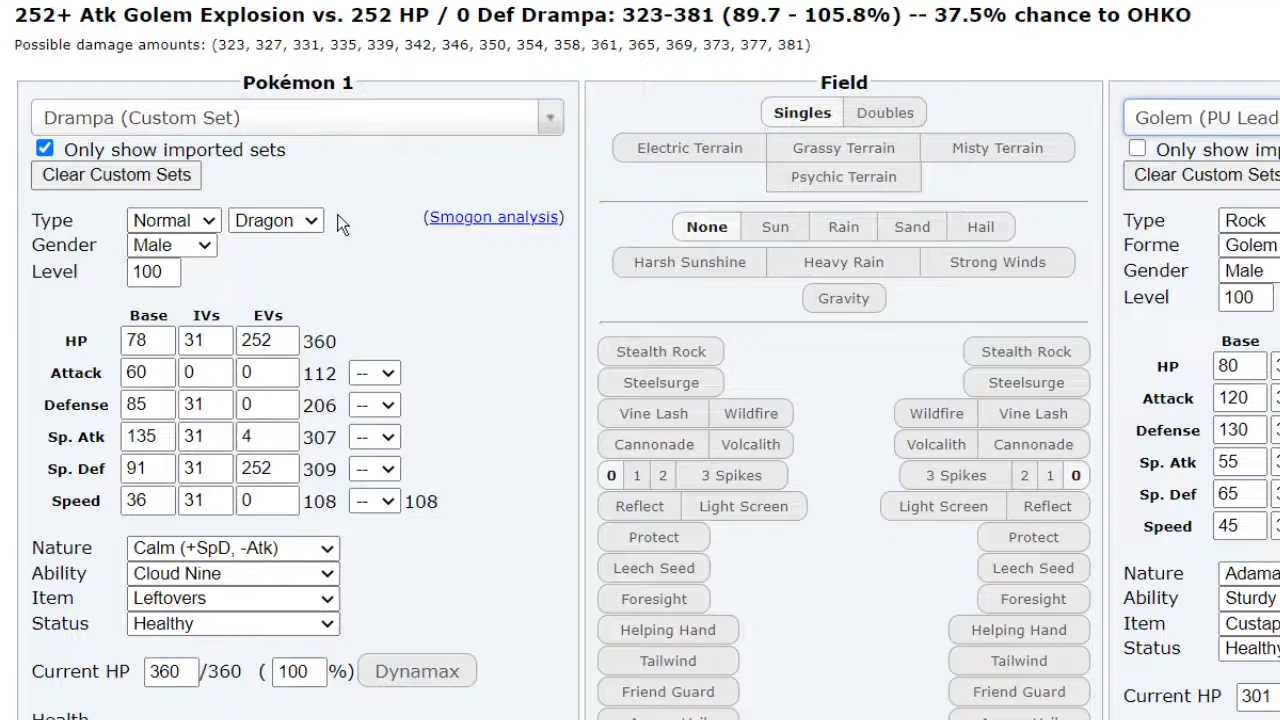 252+ Atk Golem Explosion vs. 252 HP / 0 Def Drampa: 323-381 (89.7 - 105.8%) -- 37.5% chance to OHKO
Possible damage amounts: (323, 327, 331, 335, 339, 342, 346, 350, 354, 358, 361, 365, 369, 373, 377, 381)
Pokémon 1
Drampa (Custom Set)
Only show imported sets
Clear Custom Sets
Type Normal Dragon (Smogon analysis)
Gender Male
Level 100
Base IVs EVs
HP 78 31 252 360
Attack 60 0 0 112 --
Defense 85 31 0 206 --
Sp. Atk 135 31 4 307 --
Sp. Def 91 31 252 309 --
Speed 36 31 0 108 -- 108
Nature Calm (+SpD, -Atk)
Ability Cloud Nine
Item Leftovers
Status Healthy
Current HP 360 /360 ( 100 %) Dynamax
Health
Field
Singles Doubles
Electric Terrain Grassy Terrain Misty Terrain
Psychic Terrain
None Sun Rain Sand Hail
Harsh Sunshine Heavy Rain Strong Winds
Gravity
Stealth Rock Stealth Rock
Steelsurge Steelsurge
Vine Lash Wildfire Wildfire Vine Lash
Cannonade Volcalith Volcalith Cannonade
0 1 2 3 Spikes 3 Spikes 2 1 0
Reflect Light Screen Light Screen Reflect
Protect Protect
Leech Seed Leech Seed
Foresight Foresight
Helping Hand Helping Hand
Tailwind Tailwind
Friend Guard Friend Guard
Golem (PU Lead
Only show imp
Clear Custom Sets
Type Rock
Forme Golem
Gender Male
Level 100
Base
HP 80
Attack 120
Defense 130
Sp. Atk 55
Sp. Def 65
Speed 45
Nature Adama
Ability Sturdy
Item Custap
Status Healthy
Current HP 301